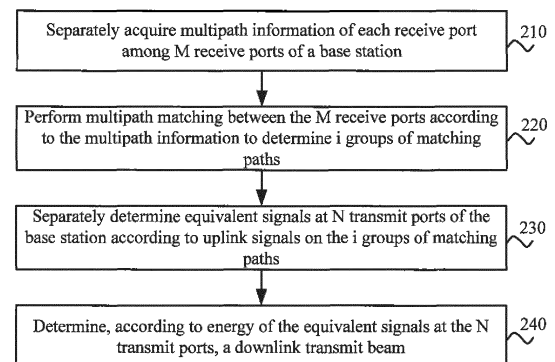 Separately acquire multipath information of each receive port
among M receive ports of a base station
210
Perform multipath matching between the M receive ports according
to the multipath information to determine i groups of matching
paths
220
Separately determine equivalent signals at N transmit ports of the
base station according to uplink signals on the i groups of matching
paths
230
Determine, according to energy of the equivalent signals at the N
transmit ports, a downlink transmit beam
240